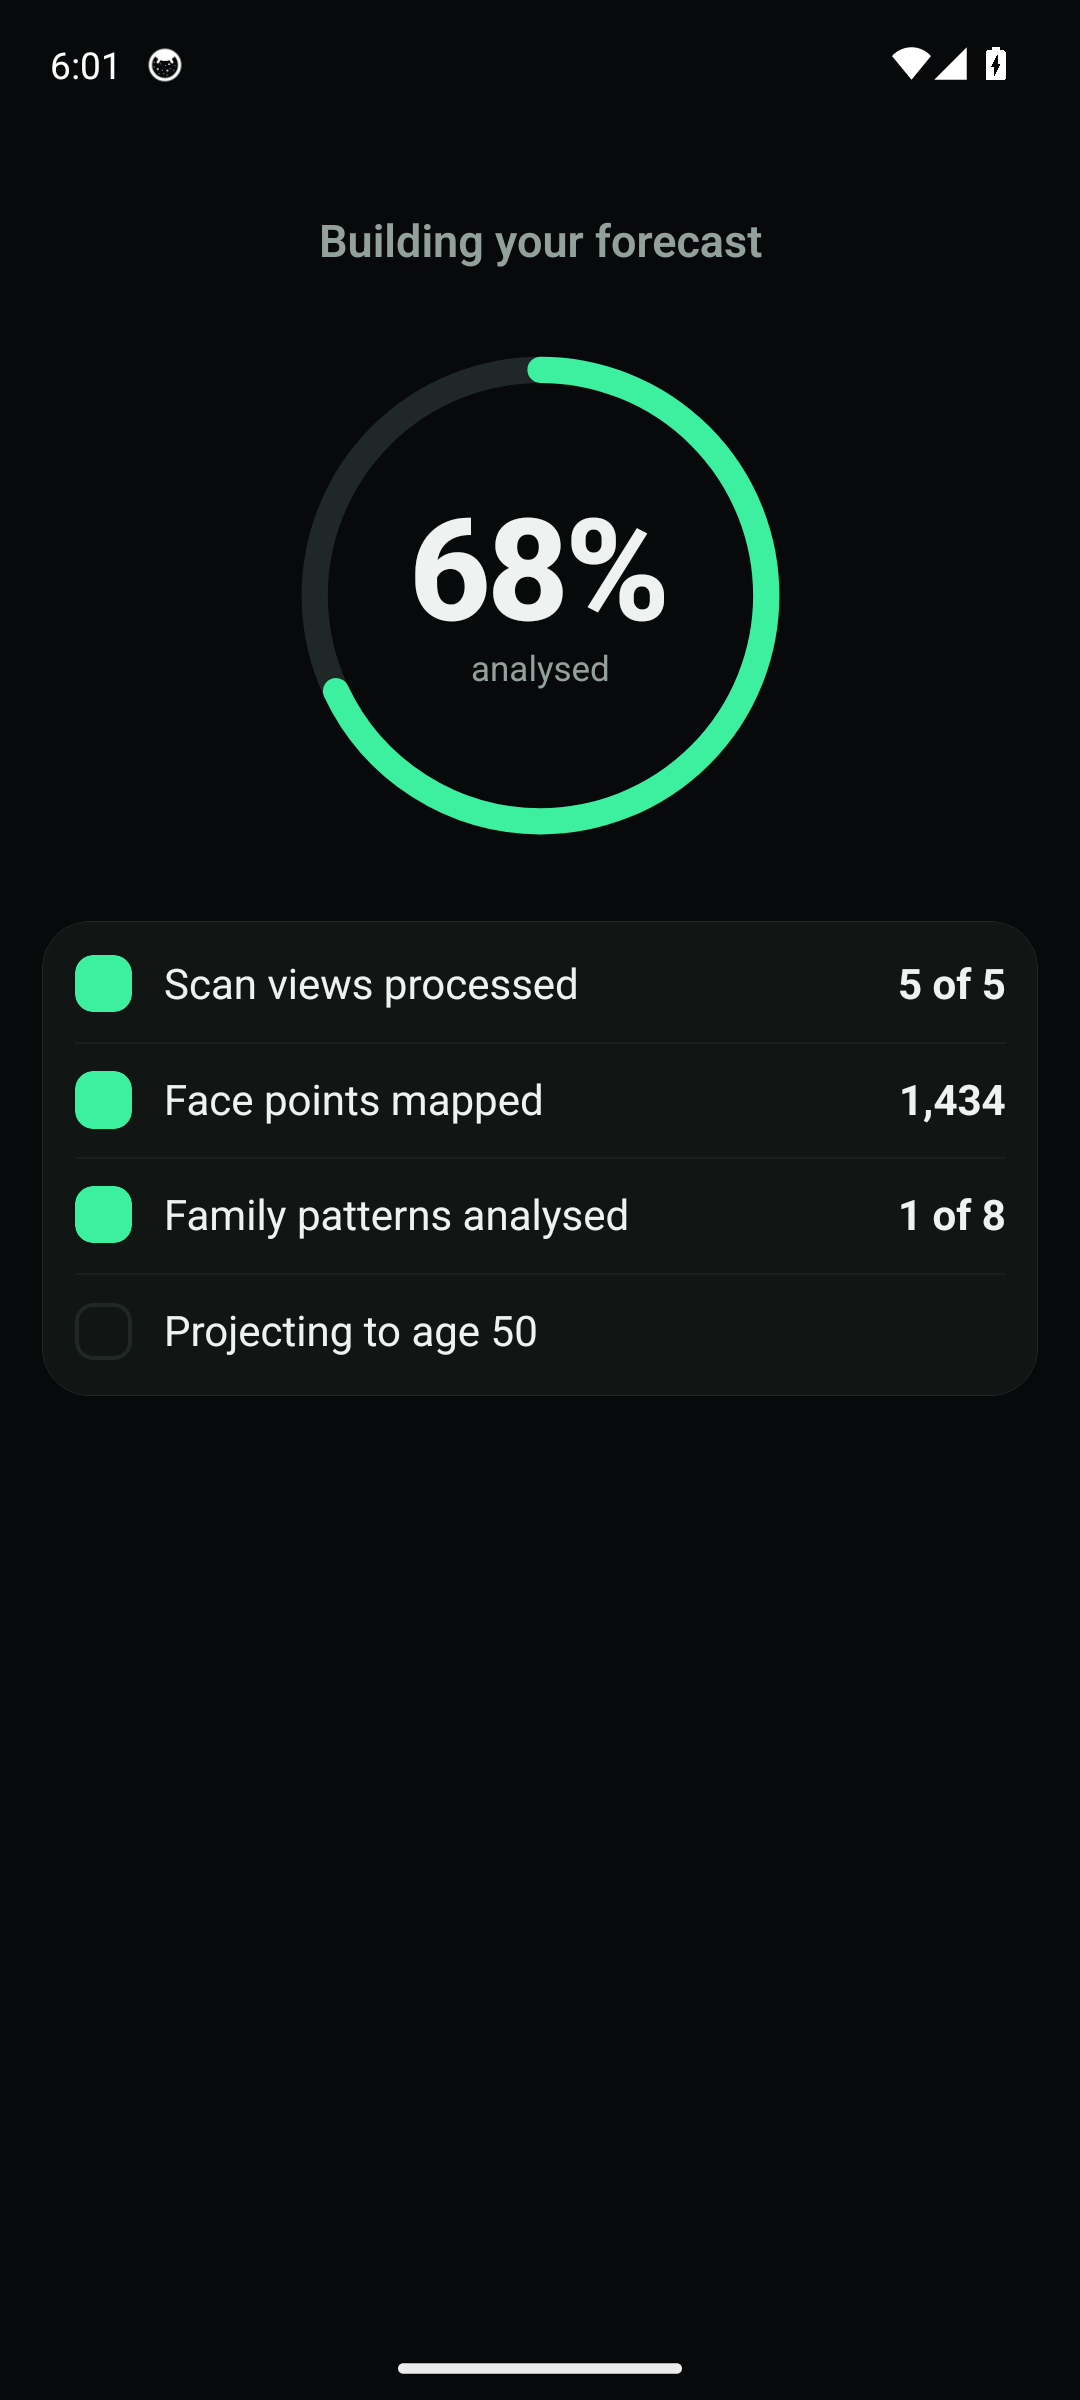 6:01
Building your forecast
68%
analysed
Scan views processed 5 of 5
Face points mapped 1,434
Family patterns analysed 1 of 8
Projecting to age 50